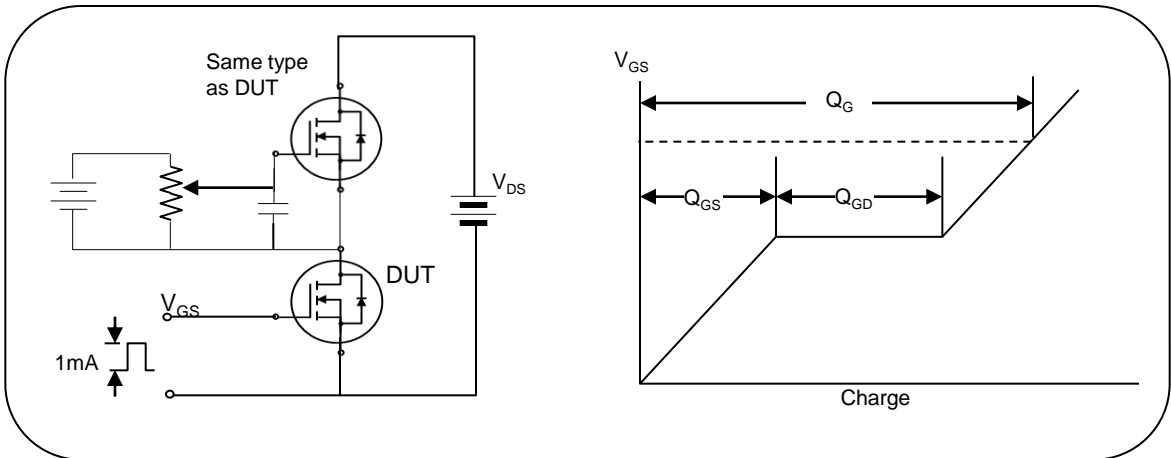 Same type
as DUT
V_DS
DUT
V_GS
1mA
V_GS
Q_G
Q_GS
Q_GD
Charge